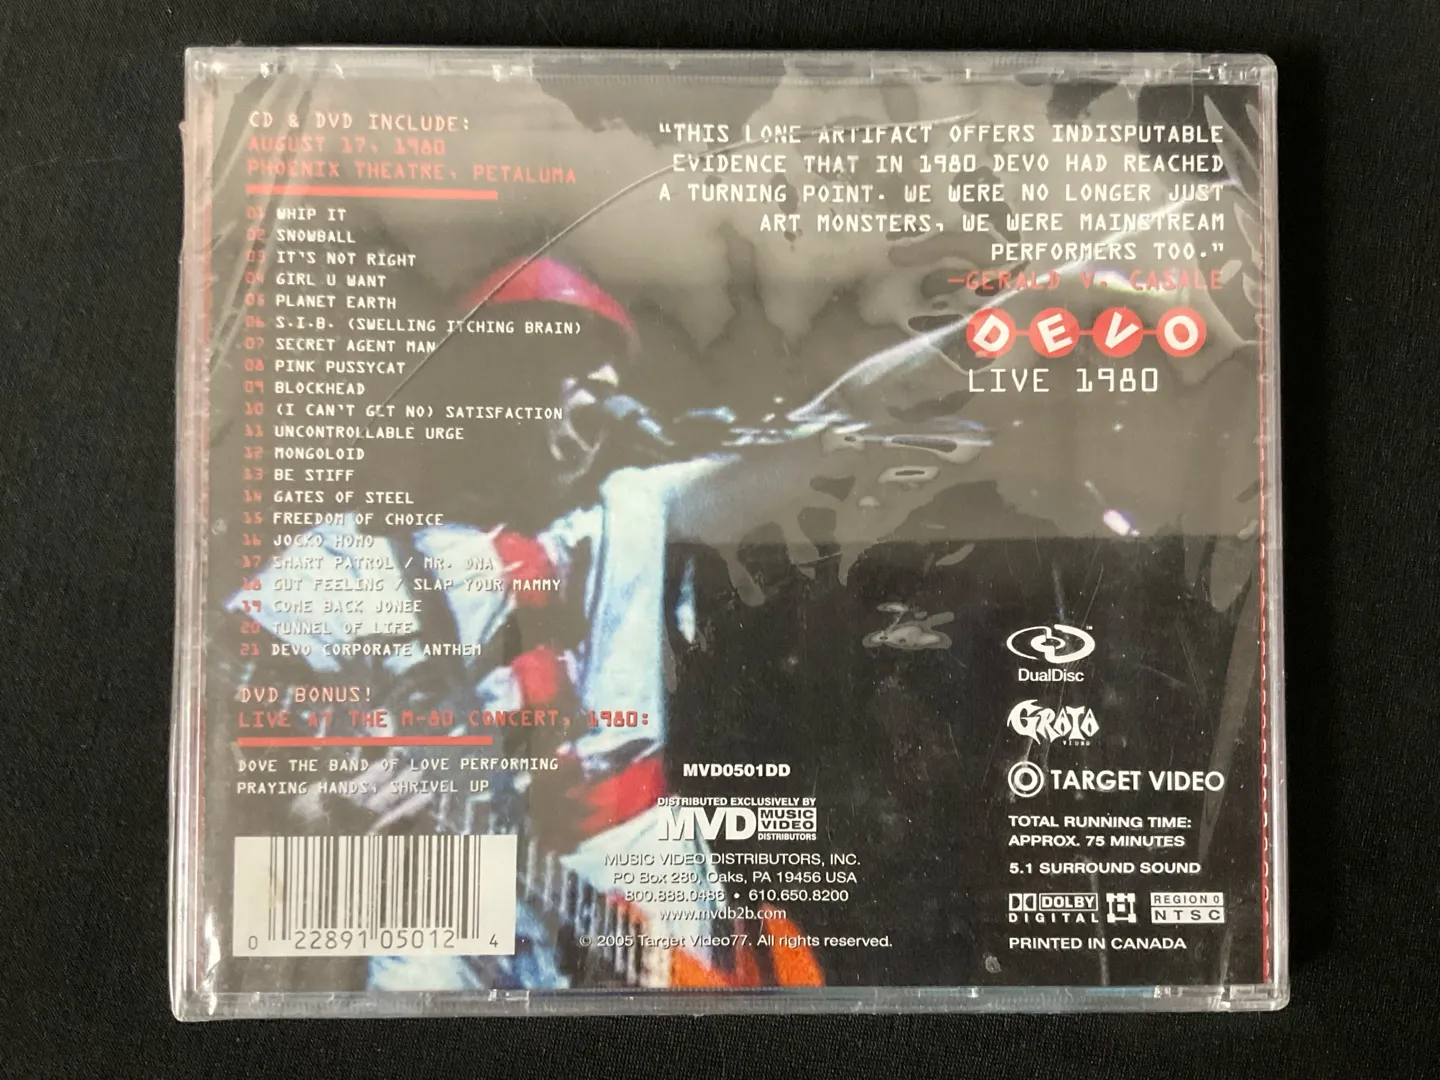 CD & DVD INCLUDE:
AUGUST 17, 1980
PHOENIX THEATRE, PETALUMA
01 WHIP IT
02 SNOWBALL
03 IT'S NOT RIGHT
04 GIRL U WANT
05 PLANET EARTH
06 S.I.B. (SWELLING ITCHING BRAIN)
07 SECRET AGENT MAN
08 PINK PUSSYCAT
09 BLOCKHEAD
10 (I CAN'T GET NO) SATISFACTION
11 UNCONTROLLABLE URGE
12 MONGOLOID
13 BE STIFF
14 GATES OF STEEL
15 FREEDOM OF CHOICE
16 JOCKO HOMO
17 SMART PATROL / MR. DNA
18 GUT FEELING / SLAP YOUR MAMMY
19 COME BACK JONEE
20 TUNNEL OF LIFE
21 DEVO CORPORATE ANTHEM
DVD BONUS!
LIVE AT THE M-80 CONCERT, 1980:
DOVE THE BAND OF LOVE PERFORMING
PRAYING HANDS, SHRIVEL UP
0 22891 05012 4
"THIS LONE ARTIFACT OFFERS INDISPUTABLE
EVIDENCE THAT IN 1980 DEVO HAD REACHED
A TURNING POINT. WE WERE NO LONGER JUST
ART MONSTERS, WE WERE MAINSTREAM
PERFORMERS TOO."
—GERALD V. CASALE
DEVO
LIVE 1980
MVD0501DD
DISTRIBUTED EXCLUSIVELY BY
MVD MUSIC VIDEO DISTRIBUTORS
MUSIC VIDEO DISTRIBUTORS, INC.
PO Box 280, Oaks, PA 19456 USA
800.888.0486 • 610.650.8200
www.mvdb2b.com
© 2005 Target Video77. All rights reserved.
DualDisc™
GROTO
VIDEO
TARGET VIDEO
TOTAL RUNNING TIME:
APPROX. 75 MINUTES
5.1 SURROUND SOUND
DOLBY
DIGITAL
REGION 0
NTSC
PRINTED IN CANADA